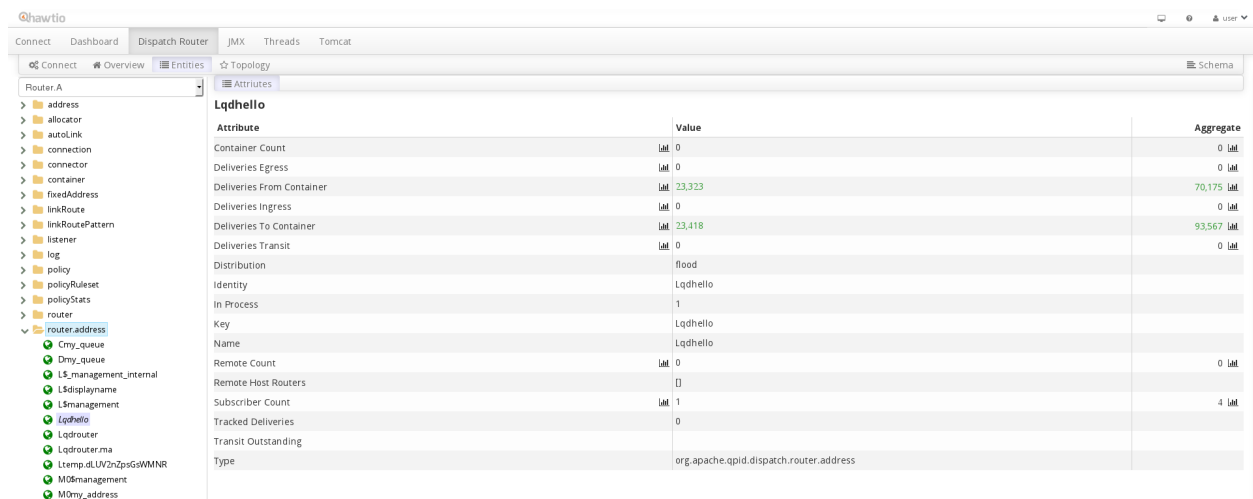 hawtio
user
Connect Dashboard Dispatch Router JMX Threads Tomcat
Connect Overview Entities Topology Schema
Router.A
Attriutes
address
allocator
autoLink
connection
connector
container
fixedAddress
linkRoute
linkRoutePattern
listener
log
policy
policyRuleset
policyStats
router
router.address
Cmy_queue
Dmy_queue
L$_management_internal
L$displayname
L$management
Lqdhello
Lqdrouter
Lqdrouter.ma
Ltemp.dLUV2nZpsGsWMNR
M0$management
M0my_address
Lqdhello
Attribute Value Aggregate
Container Count 0 0
Deliveries Egress 0 0
Deliveries From Container 23,323 70,175
Deliveries Ingress 0 0
Deliveries To Container 23,418 93,567
Deliveries Transit 0 0
Distribution flood
Identity Lqdhello
In Process 1
Key Lqdhello
Name Lqdhello
Remote Count 0 0
Remote Host Routers []
Subscriber Count 1 4
Tracked Deliveries 0
Transit Outstanding
Type org.apache.qpid.dispatch.router.address